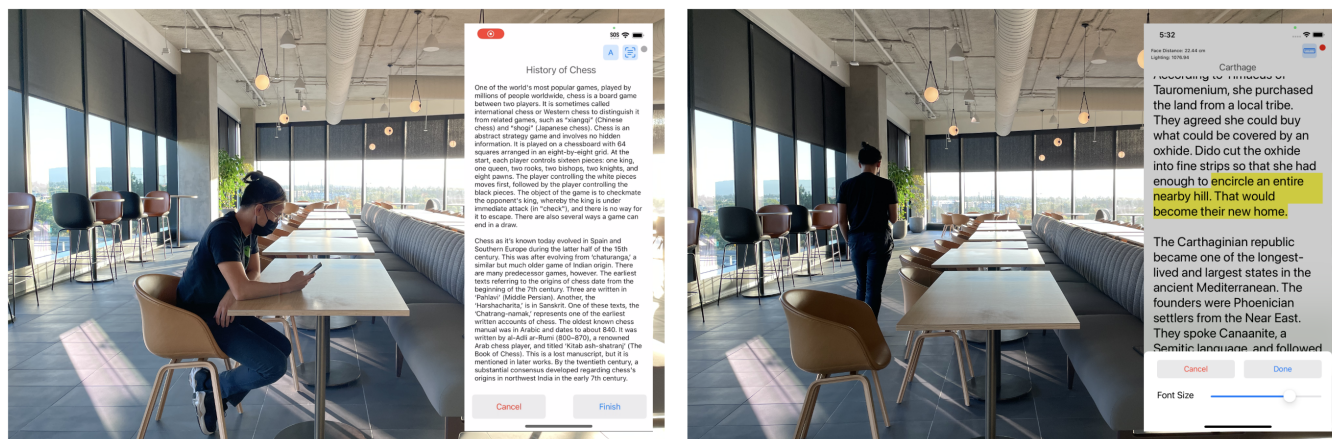 SOS
A
History of Chess
One of the world's most popular games, played by
millions of people worldwide, chess is a board game
between two players. It is sometimes called
international chess or Western chess to distinguish it
from related games, such as "xiangqi" (Chinese
chess) and "shogi" (Japanese chess). Chess is an
abstract strategy game and involves no hidden
information. It is played on a chessboard with 64
squares arranged in an eight-by-eight grid. At the
start, each player controls sixteen pieces: one king,
one queen, two rooks, two bishops, two knights, and
eight pawns. The player controlling the white pieces
moves first, followed by the player controlling the
black pieces. The object of the game is to checkmate
the opponent's king, whereby the king is under
immediate attack (in "check"), and there is no way for
it to escape. There are also several ways a game can
end in a draw.
Chess as it's known today evolved in Spain and
Southern Europe during the latter half of the 15th
century. This was after evolving from 'chaturanga,' a
similar but much older game of Indian origin. There
are many predecessor games, however. The earliest
texts referring to the origins of chess date from the
beginning of the 7th century. Three are written in
'Pahlavi' (Middle Persian). Another, the
'Harshacharita,' is in Sanskrit. One of these texts, the
'Chatrang-namak,' represents one of the earliest
written accounts of chess. The oldest known chess
manual was in Arabic and dates to about 840. It was
written by al-Adli ar-Rumi (800–870), a renowned
Arab chess player, and titled 'Kitab ash-shatranj' (The
Book of Chess). This is a lost manuscript, but it is
mentioned in later works. By the twentieth century, a
substantial consensus developed regarding chess's
origins in northwest India in the early 7th century.
Cancel
Finish
5:32
Face Distance: 22.44 cm
Lighting: 1076.94
Carthage
According to Timaeus of
Tauromenium, she purchased
the land from a local tribe.
They agreed she could buy
what could be covered by an
oxhide. Dido cut the oxhide
into fine strips so that she had
enough to encircle an entire
nearby hill. That would
become their new home.
The Carthaginian republic
became one of the longest-
lived and largest states in the
ancient Mediterranean. The
founders were Phoenician
settlers from the Near East.
They spoke Canaanite, a
Semitic language, and followed
Cancel
Done
Font Size